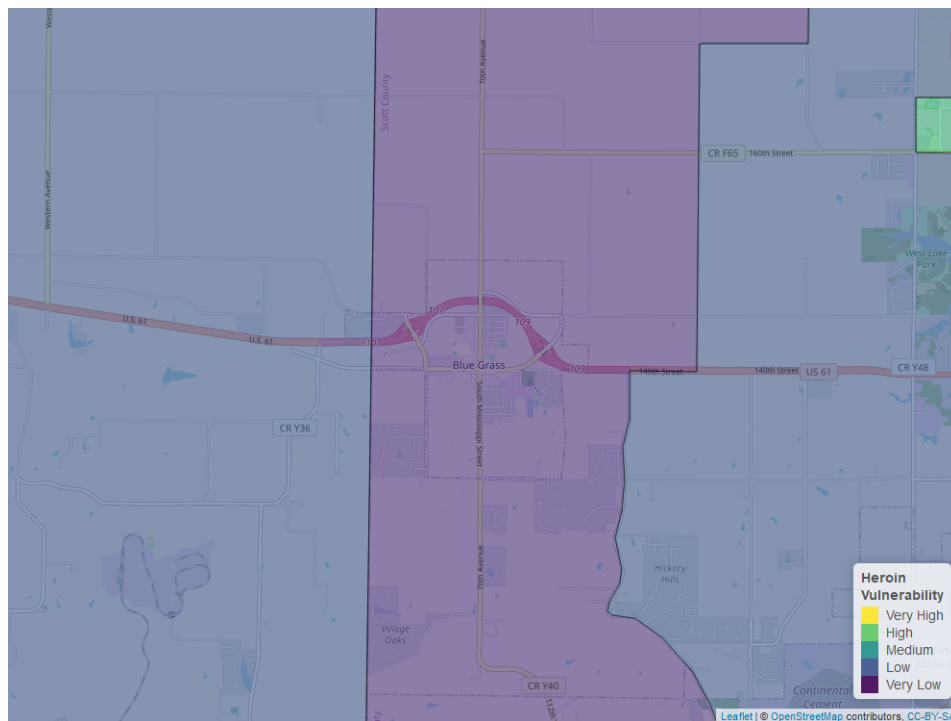 Western Avenue
Scott County
70th Avenue
CR F65
160th Street
West Lake
Park
U.S. 61
U.S. 61
107
107
109
109
Blue Grass
140th Street
140th Street
US 61
CR Y48
South Mississippi Street
CR Y36
70th Avenue
Hickory
Hills
Village
Oaks
CR Y40
112th
Continental
Cement
Heroin
Vulnerability
Very High
High
Medium
Low
Very Low
Leaflet | © OpenStreetMap contributors, CC-BY-S